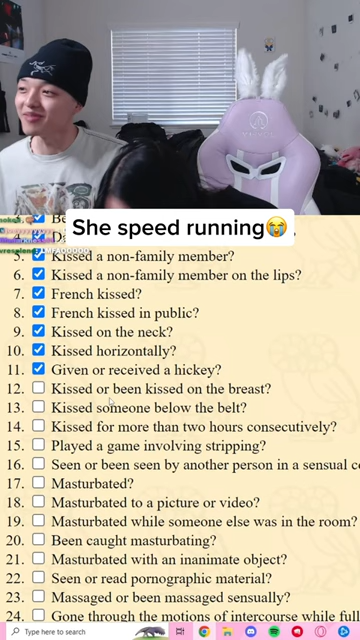 She speed running😭
5. Kissed a non-family member?
6. Kissed a non-family member on the lips?
7. French kissed?
8. French kissed in public?
9. Kissed on the neck?
10. Kissed horizontally?
11. Given or received a hickey?
12. Kissed or been kissed on the breast?
13. Kissed someone below the belt?
14. Kissed for more than two hours consecutively?
15. Played a game involving stripping?
16. Seen or been seen by another person in a sensual c
17. Masturbated?
18. Masturbated to a picture or video?
19. Masturbated while someone else was in the room?
20. Been caught masturbating?
21. Masturbated with an inanimate object?
22. Seen or read pornographic material?
23. Massaged or been massaged sensually?
24. Gone through the motions of intercourse while full
Type here to search